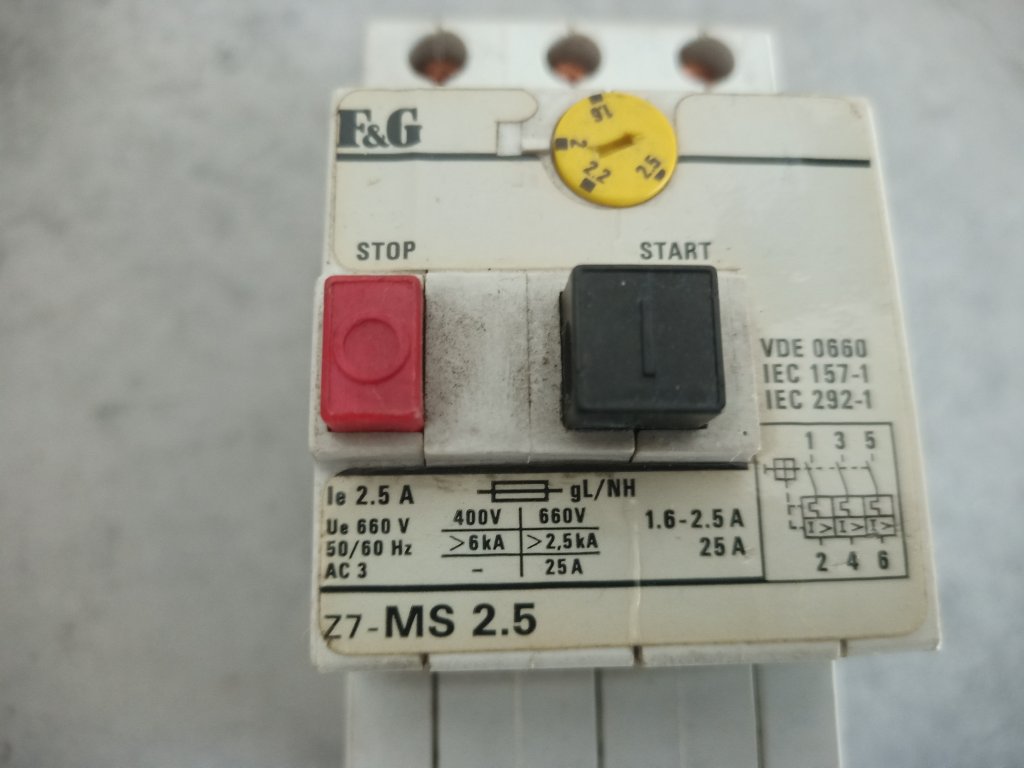 F&G
1.6
2
2.2
2.5
STOP START
VDE 0660
IEC 157-1
IEC 292-1
1 3 5
Ie 2.5 A gL/NH
Ue 660 V 400V 660V 1.6-2.5 A
50/60 Hz >6kA >2,5kA 25 A
AC 3 - 25A
I> I> I>
2 4 6
Z7-MS 2.5